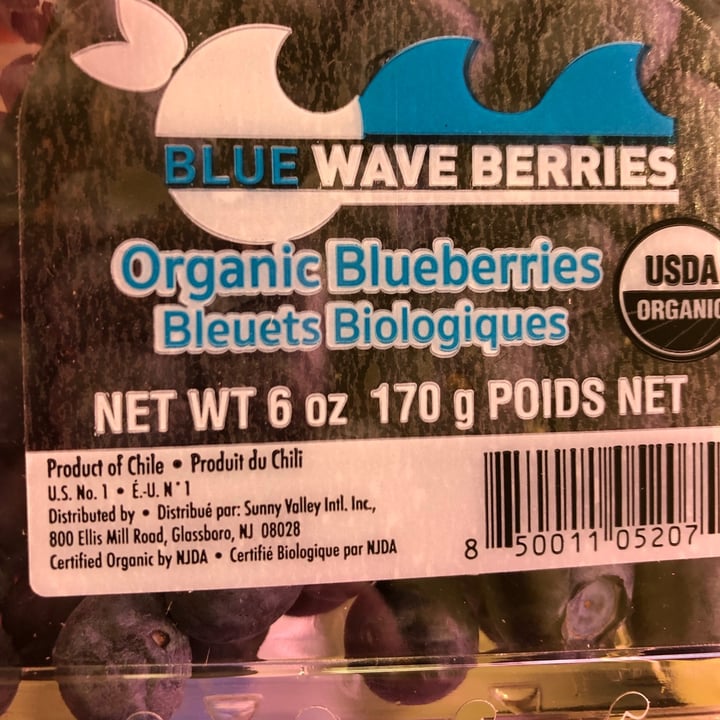 BLUE WAVE BERRIES
Organic Blueberries
Bleuets Biologiques
USDA
ORGANIC
NET WT 6 oz 170 g POIDS NET
Product of Chile • Produit du Chili
U.S. No. 1 • É.-U. N°1
Distributed by • Distribué par: Sunny Valley Intl. Inc.,
800 Ellis Mill Road, Glassboro, NJ 08028
Certified Organic by NJDA • Certifié Biologique par NJDA
8 50011 05207